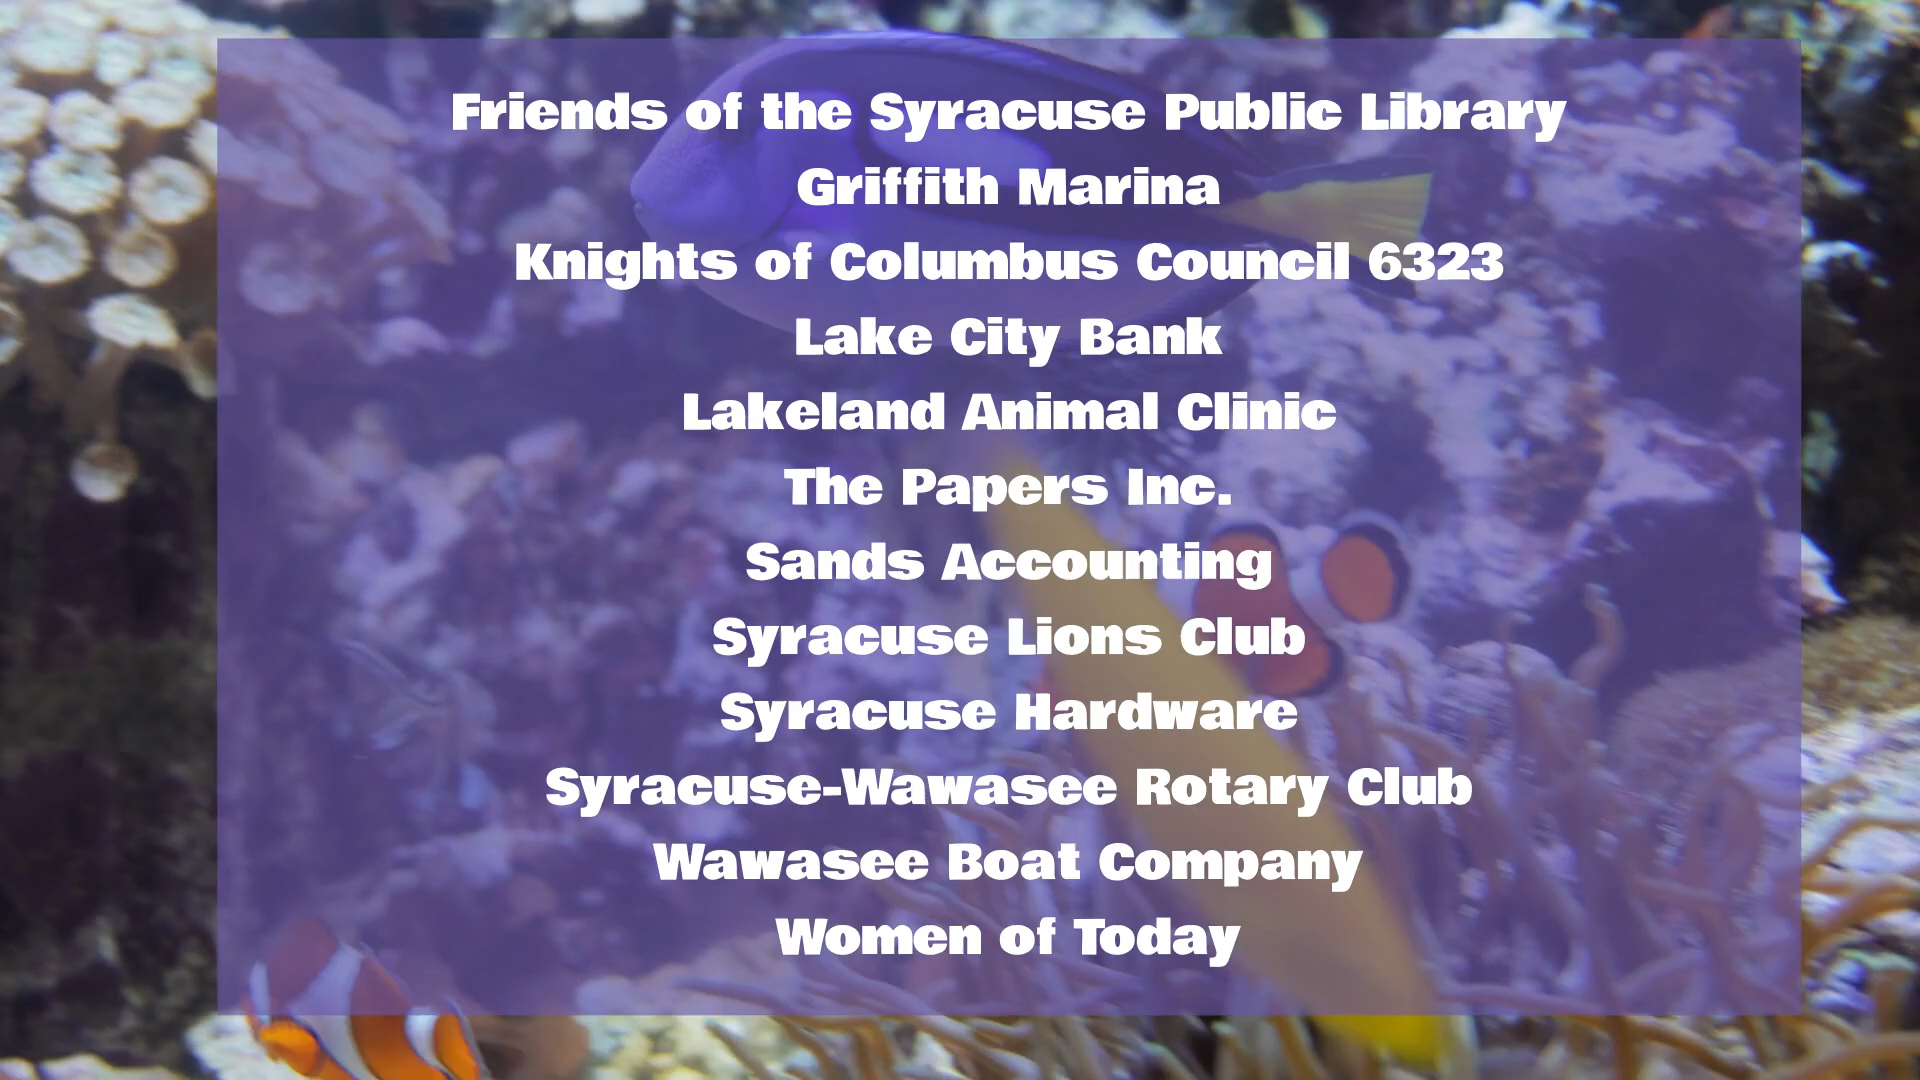 Friends of the Syracuse Public Library
Griffith Marina
Knights of Columbus Council 6323
Lake City Bank
Lakeland Animal Clinic
The Papers Inc.
Sands Accounting
Syracuse Lions Club
Syracuse Hardware
Syracuse-Wawasee Rotary Club
Wawasee Boat Company
Women of Today